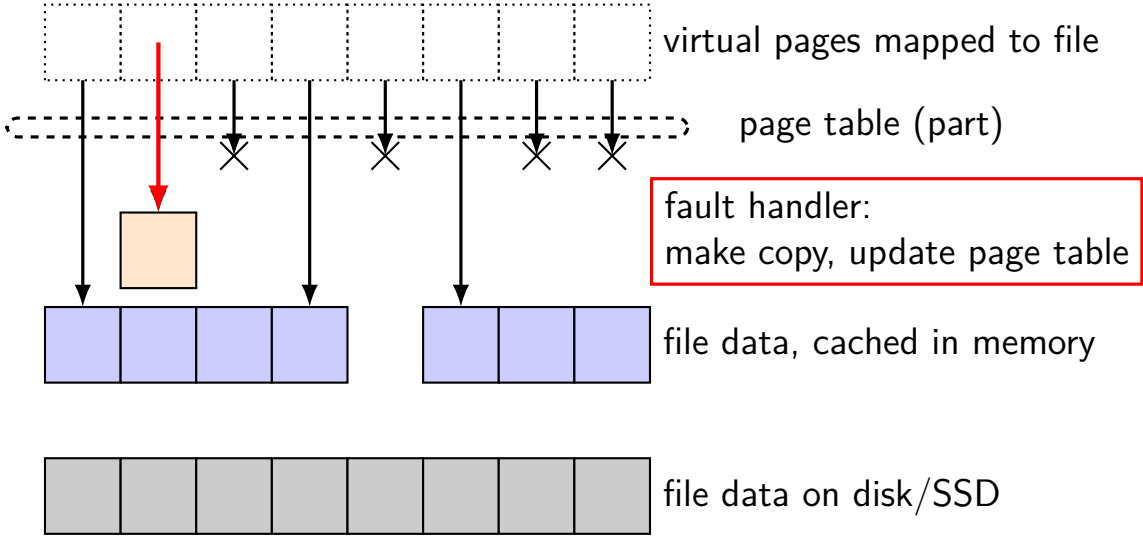 virtual pages mapped to file
page table (part)
fault handler:
make copy, update page table
file data, cached in memory
file data on disk/SSD